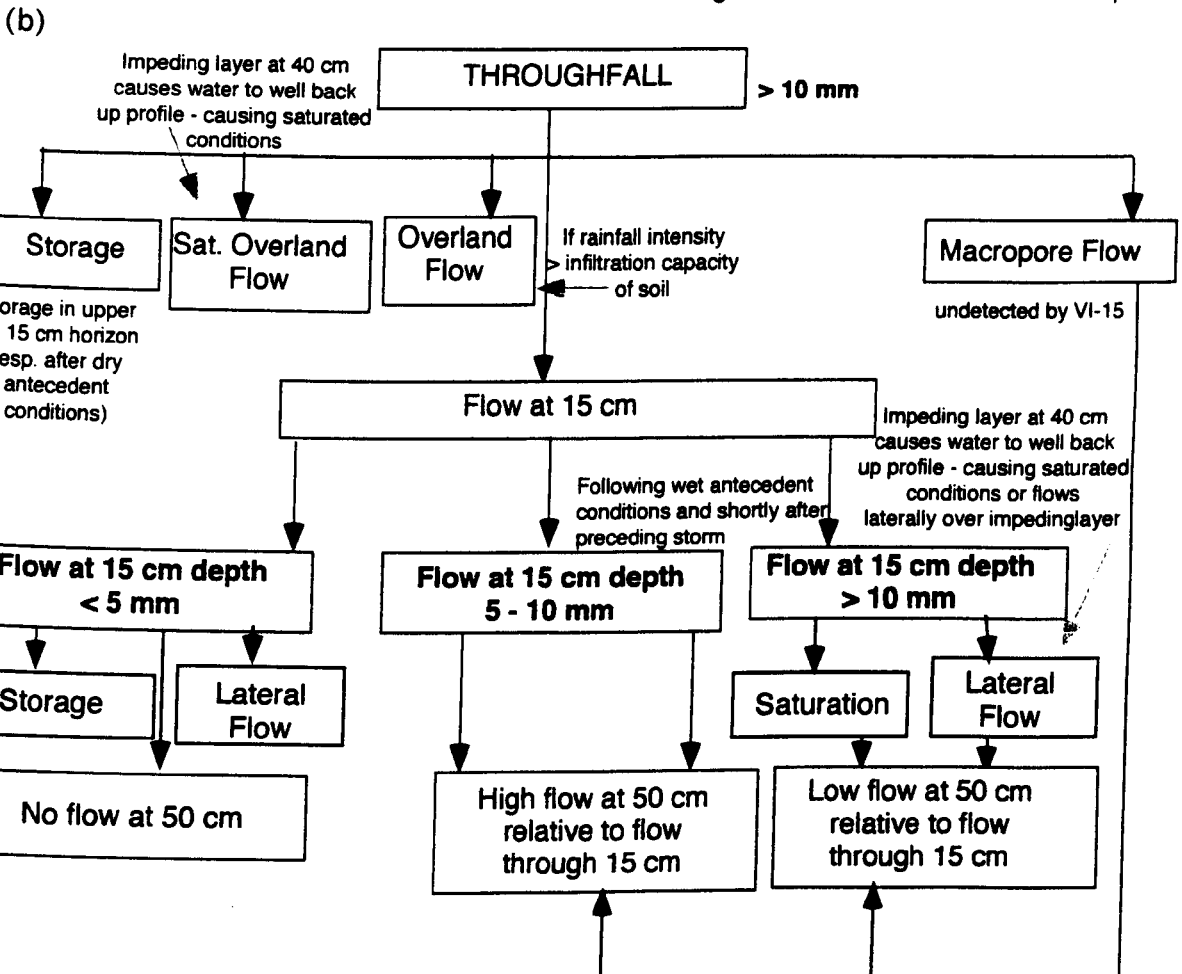 (b)
Impeding layer at 40 cm
causes water to well back
up profile - causing saturated
conditions
THROUGHFALL
> 10 mm
Storage
Sat. Overland
Flow
Overland
Flow
If rainfall intensity
> infiltration capacity
of soil
Macropore Flow
undetected by VI-15
orage in upper
15 cm horizon
esp. after dry
antecedent
conditions)
Flow at 15 cm
Impeding layer at 40 cm
causes water to well back
up profile - causing saturated
conditions or flows
laterally over impedinglayer
Following wet antecedent
conditions and shortly after
preceding storm
Flow at 15 cm depth
< 5 mm
Flow at 15 cm depth
5 - 10 mm
Flow at 15 cm depth
> 10 mm
Storage
Lateral
Flow
Saturation
Lateral
Flow
No flow at 50 cm
High flow at 50 cm
relative to flow
through 15 cm
Low flow at 50 cm
relative to flow
through 15 cm